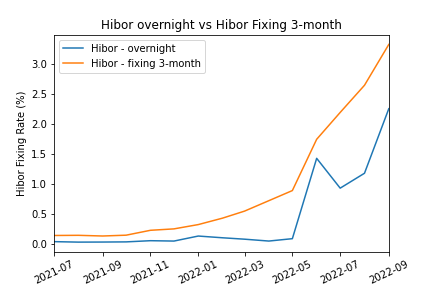 Hibor overnight vs Hibor Fixing 3-month
Hibor - overnight
Hibor - fixing 3-month
Hibor Fixing Rate (%)
3.0
2.5
2.0
1.5
1.0
0.5
0.0
2021-07 2021-09 2021-11 2022-01 2022-03 2022-05 2022-07 2022-09